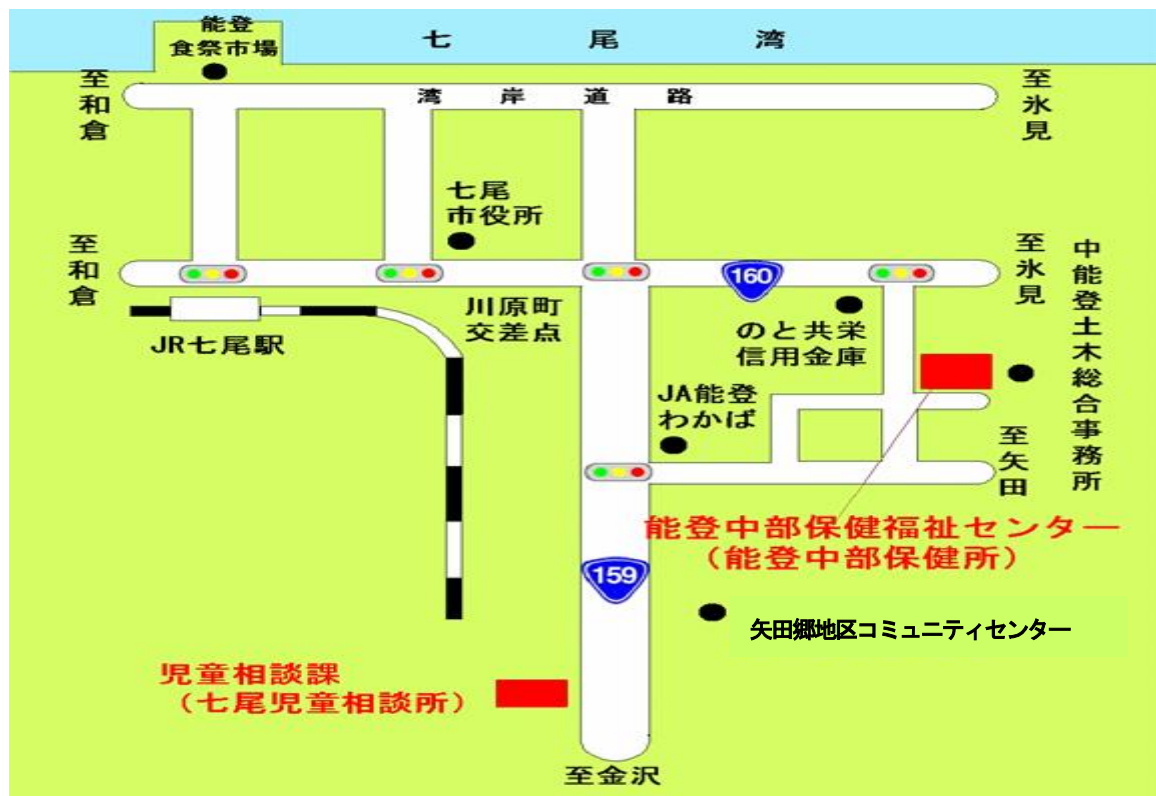 能登
食祭市場
七尾湾
至和倉
湾岸道路
至氷見
七尾
市役所
至和倉
160
至氷見
中能登土木総合事務所
川原町
交差点
のと共栄
信用金庫
JR七尾駅
JA能登
わかば
至矢田
能登中部保健福祉センター
（能登中部保健所）
159
矢田郷地区コミュニティセンター
児童相談課
（七尾児童相談所）
至金沢